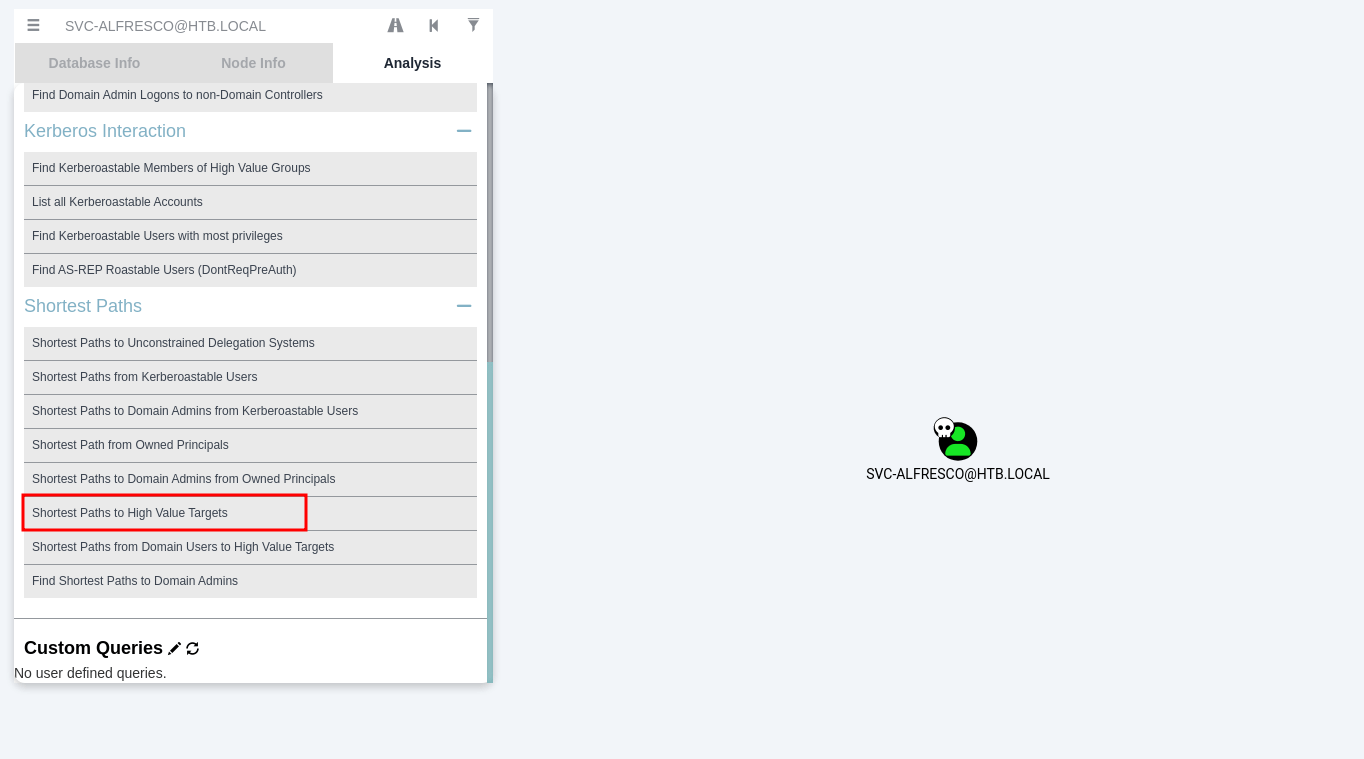 SVC-ALFRESCO@HTB.LOCAL
Database Info
Node Info
Analysis
Find Domain Admin Logons to non-Domain Controllers
Kerberos Interaction
Find Kerberoastable Members of High Value Groups
List all Kerberoastable Accounts
Find Kerberoastable Users with most privileges
Find AS-REP Roastable Users (DontReqPreAuth)
Shortest Paths
Shortest Paths to Unconstrained Delegation Systems
Shortest Paths from Kerberoastable Users
Shortest Paths to Domain Admins from Kerberoastable Users
Shortest Path from Owned Principals
Shortest Paths to Domain Admins from Owned Principals
Shortest Paths to High Value Targets
Shortest Paths from Domain Users to High Value Targets
Find Shortest Paths to Domain Admins
Custom Queries
No user defined queries.
SVC-ALFRESCO@HTB.LOCAL